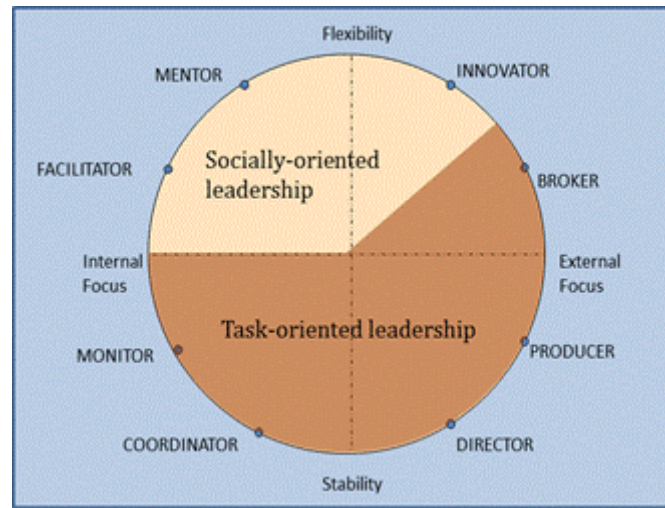 Flexibility
MENTOR
INNOVATOR
Socially-oriented
leadership
FACILITATOR
BROKER
Internal
Focus
External
Focus
Task-oriented leadership
MONITOR
PRODUCER
COORDINATOR
DIRECTOR
Stability